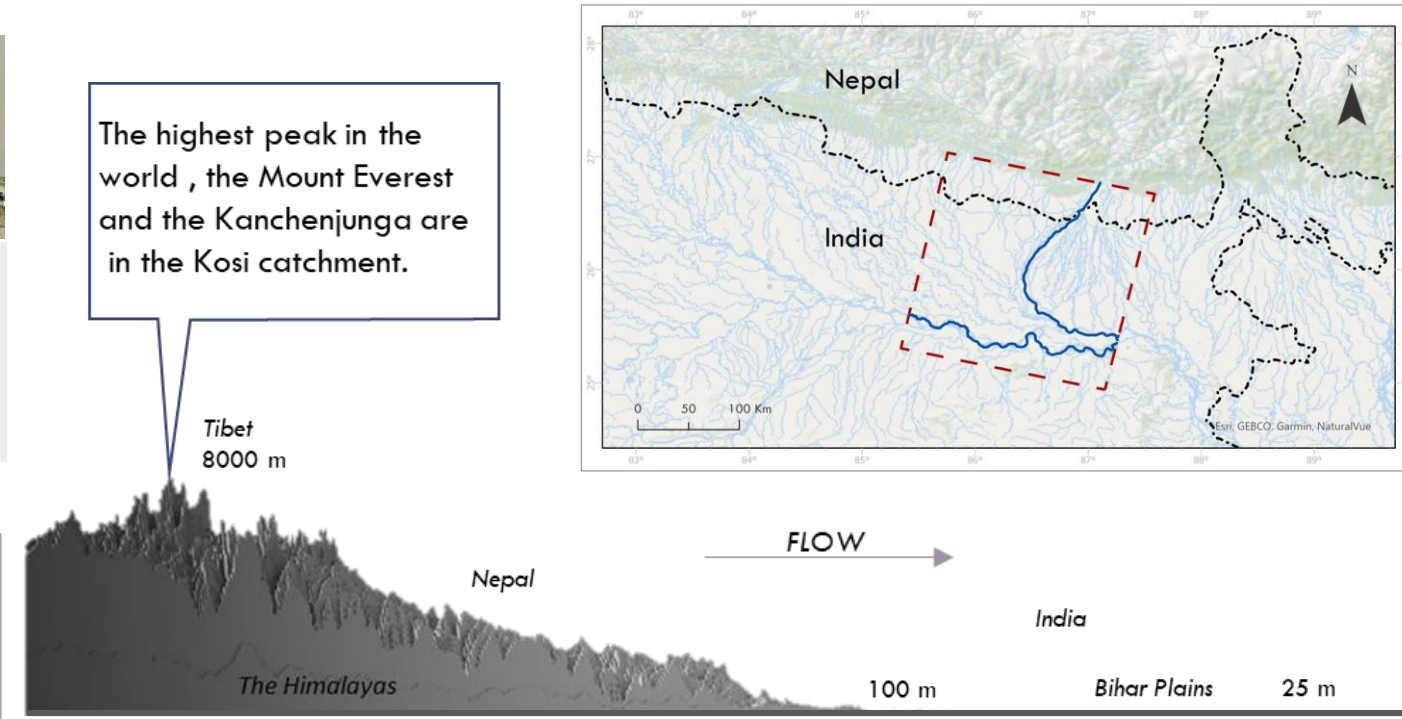 The highest peak in the
world , the Mount Everest
and the Kanchenjunga are
in the Kosi catchment.
83° 84° 85° 86° 87° 88° 89°
28°
27°
26°
25°
Nepal
India
N
0 50 100 Km
Esri, GEBCO, Garmin, NaturalVue
83° 84° 85° 86° 87° 88° 89°
Tibet
8000 m
FLOW
Nepal
India
The Himalayas
100 m
Bihar Plains
25 m